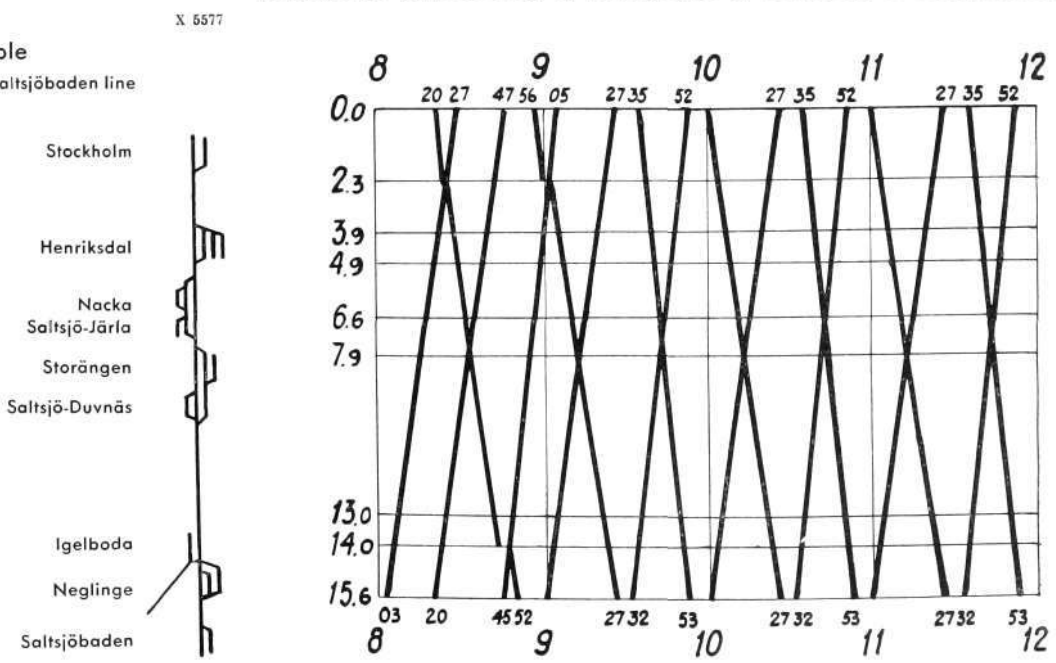 X 5577
ble
altsjöbaden line
Stockholm
Henriksdal
Nacka
Saltsjö-Järla
Storängen
Saltsjö-Duvnäs
Igelboda
Neglinge
Saltsjöbaden
8 9 10 11 12
20 27 47 56 05 27 35 52 27 35 52 27 35 52
0.0
2.3
3.9
4.9
6.6
7.9
13.0
14.0
15.6
03 20 45 52 27 32 53 27 32 53 27 32 53
8 9 10 11 12